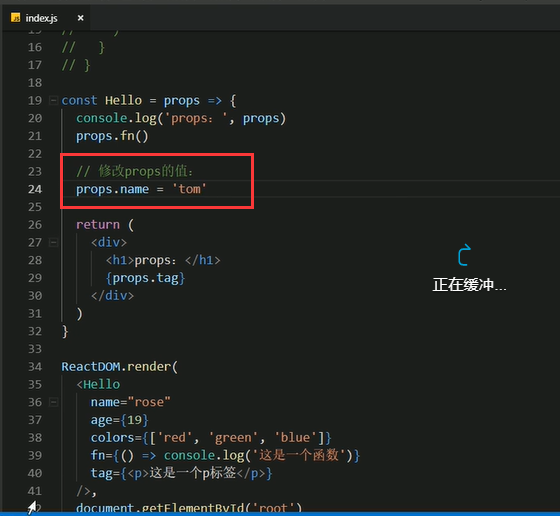 JS index.js ×
15 // )
16 //   }
17 // }
18
19 const Hello = props => {
20   console.log('props：', props)
21   props.fn()
22
23   // 修改props的值：
24   props.name = 'tom'
25
26   return (
27     <div>
28       <h1>props：</h1>
29       {props.tag}
30     </div>
31   )
32 }
33
34 ReactDOM.render(
35   <Hello
36     name="rose"
37     age={19}
38     colors={['red', 'green', 'blue']}
39     fn={() => console.log('这是一个函数')}
40     tag={<p>这是一个p标签</p>}
41   />,
document.getElementById('root')
正在缓冲...